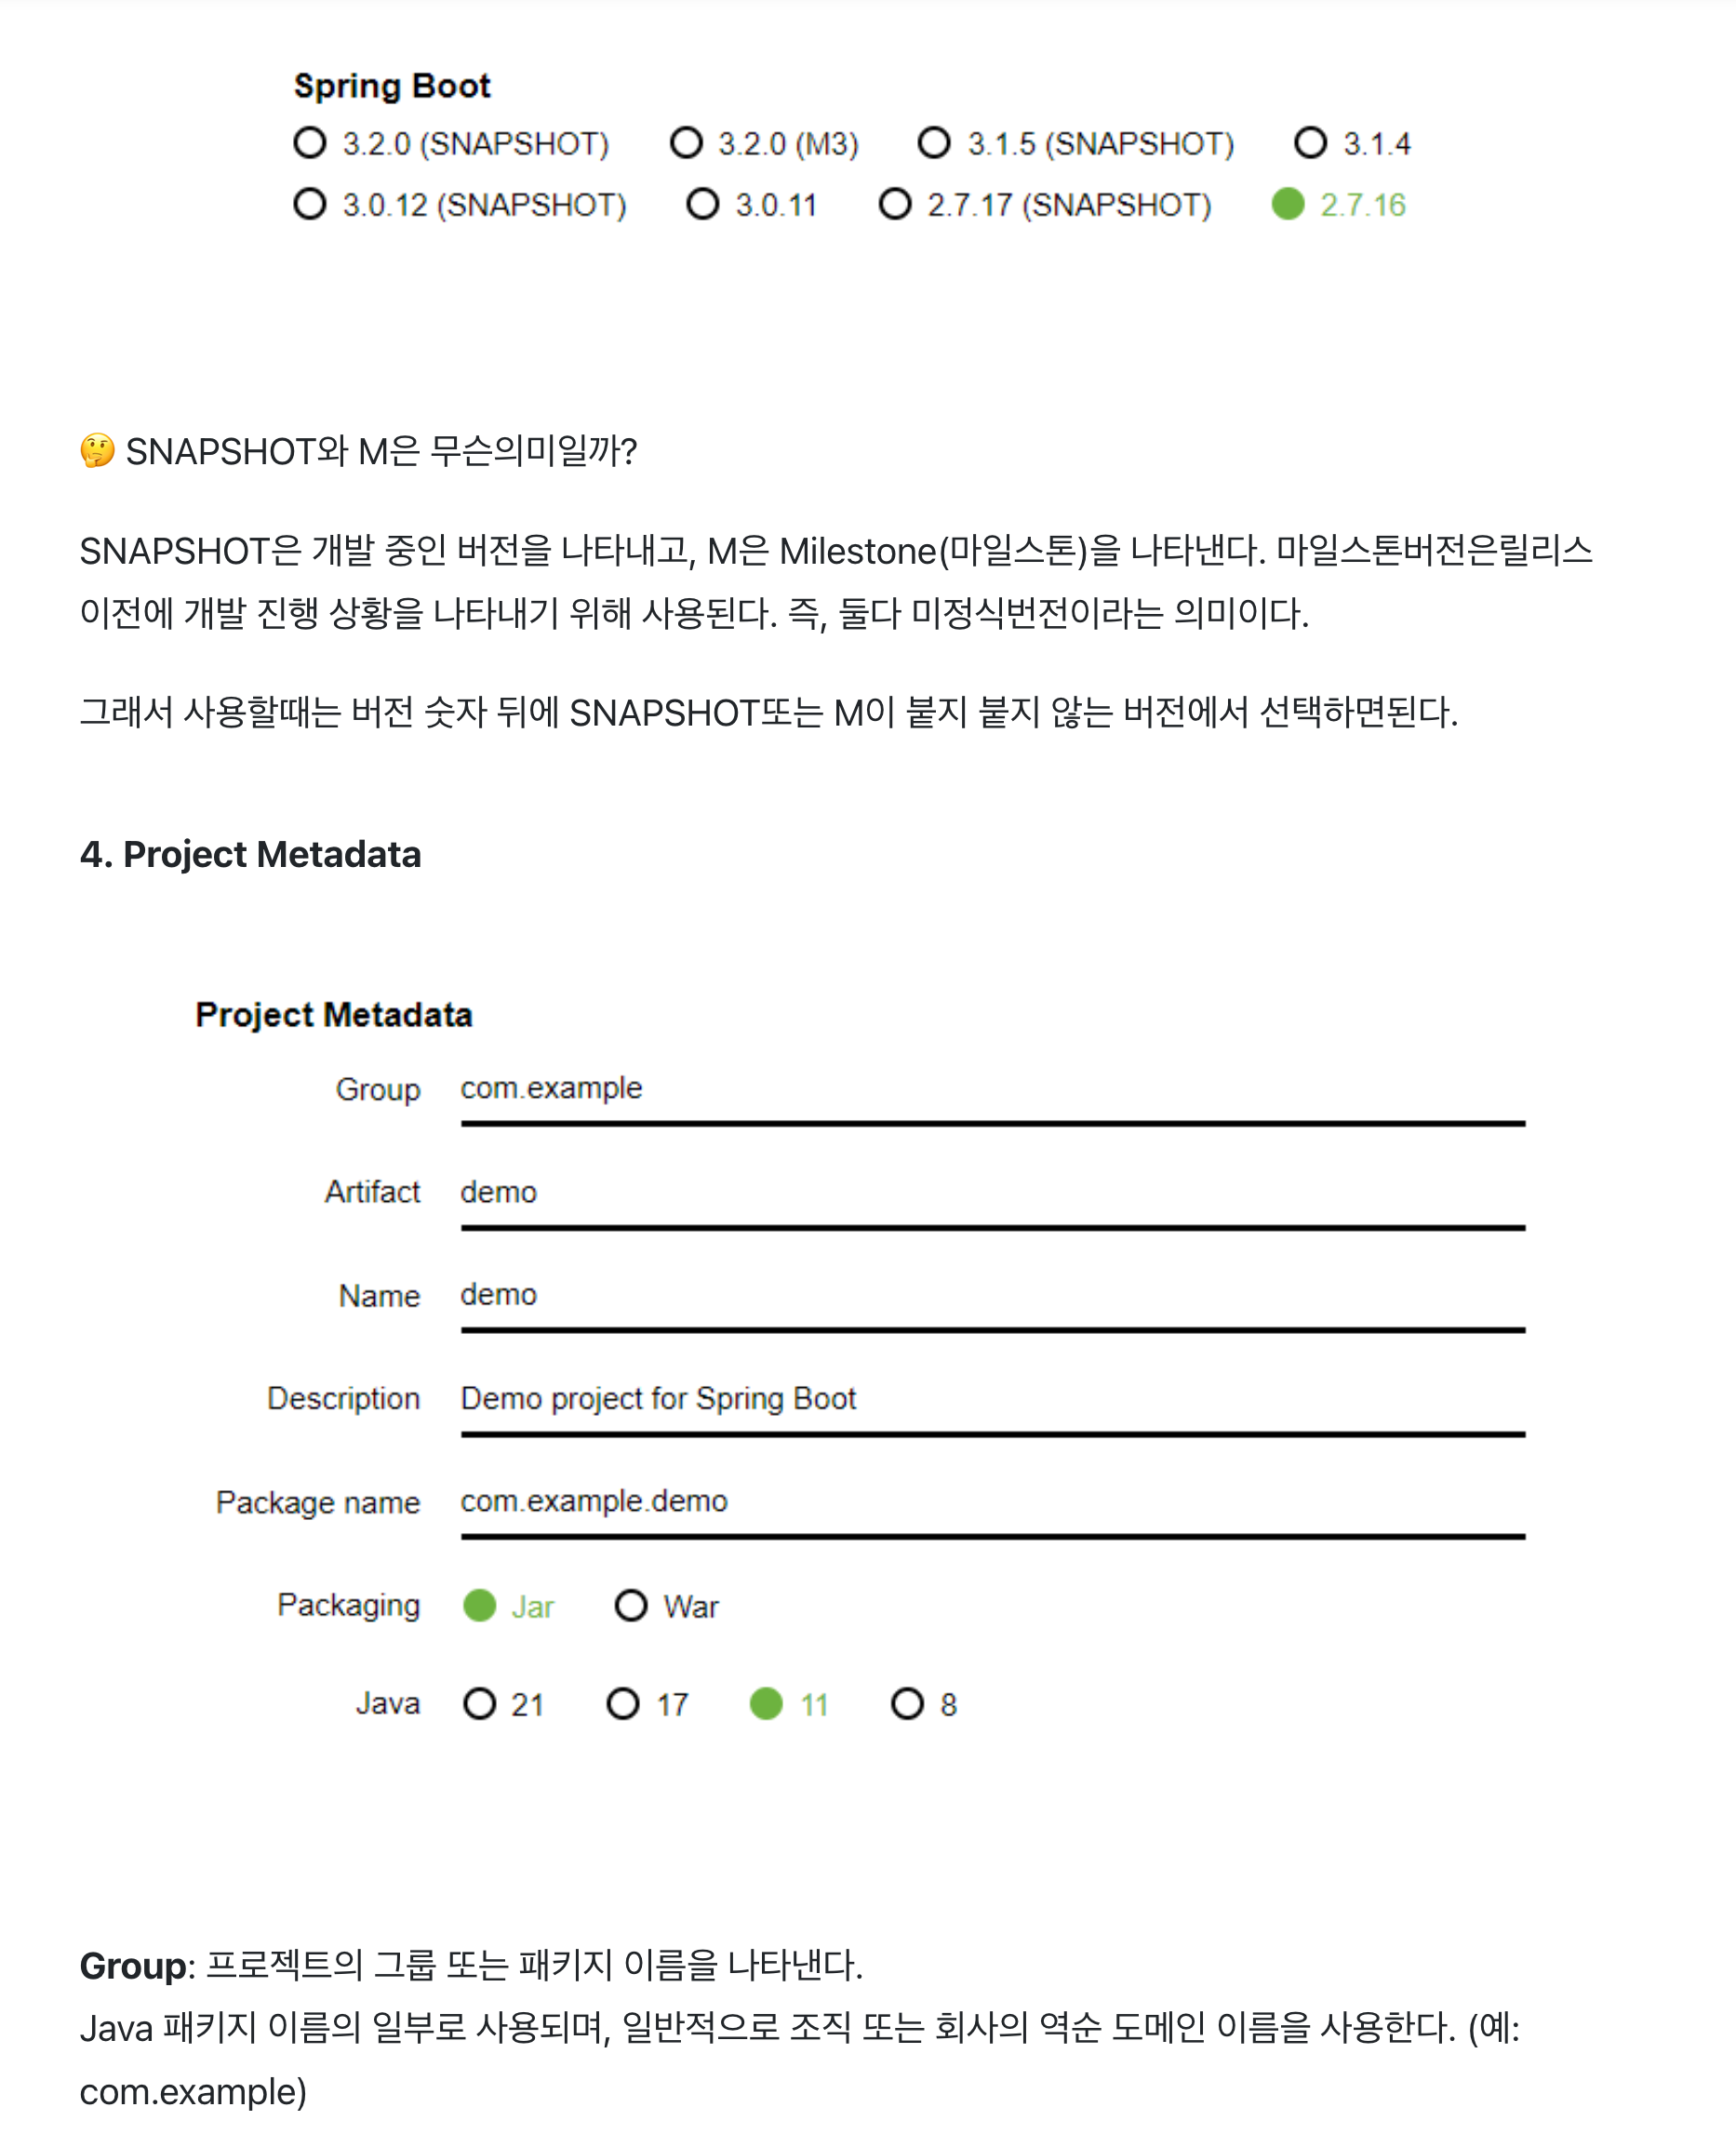 Spring Boot
3.2.0 (SNAPSHOT) 3.2.0 (M3) 3.1.5 (SNAPSHOT) 3.1.4
3.0.12 (SNAPSHOT) 3.0.11 2.7.17 (SNAPSHOT) 2.7.16
🤔 SNAPSHOT와 M은 무슨의미일까?
SNAPSHOT은 개발 중인 버전을 나타내고, M은 Milestone(마일스톤)을 나타낸다. 마일스톤버전은릴리스
이전에 개발 진행 상황을 나타내기 위해 사용된다. 즉, 둘다 미정식번전이라는 의미이다.
그래서 사용할때는 버전 숫자 뒤에 SNAPSHOT또는 M이 붙지 붙지 않는 버전에서 선택하면된다.
4. Project Metadata
Project Metadata
Group com.example
Artifact demo
Name demo
Description Demo project for Spring Boot
Package name com.example.demo
Packaging Jar War
Java 21 17 11 8
Group: 프로젝트의 그룹 또는 패키지 이름을 나타낸다.
Java 패키지 이름의 일부로 사용되며, 일반적으로 조직 또는 회사의 역순 도메인 이름을 사용한다. (예:
com.example)